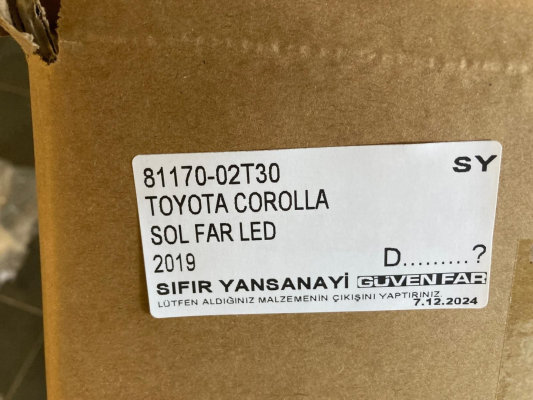 81170-02T30 SY
TOYOTA COROLLA
SOL FAR LED
2019 D.........?
SIFIR YANSANAYİ GÜVEN FAR
LÜTFEN ALDIĞINIZ MALZEMENİN ÇIKIŞINI YAPTIRINIZ.
7.12.2024